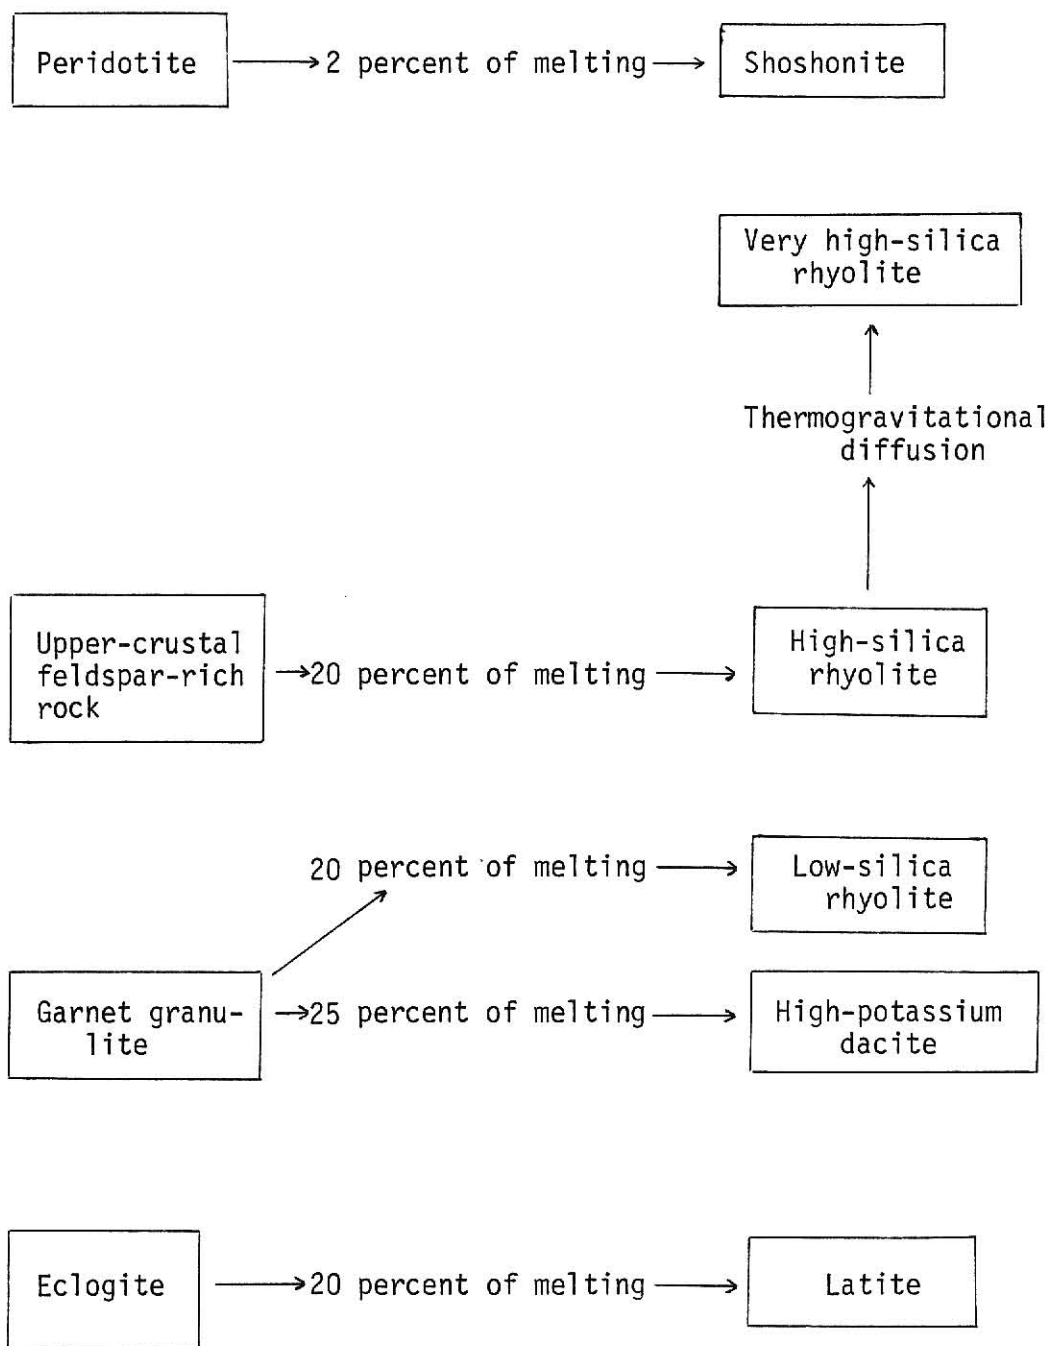 Peridotite
2 percent of melting
Shoshonite
Very high-silica
rhyolite
Thermogravitational
diffusion
Upper-crustal
feldspar-rich
rock
20 percent of melting
High-silica
rhyolite
20 percent of melting
Low-silica
rhyolite
Garnet granu-
lite
25 percent of melting
High-potassium
dacite
Eclogite
20 percent of melting
Latite